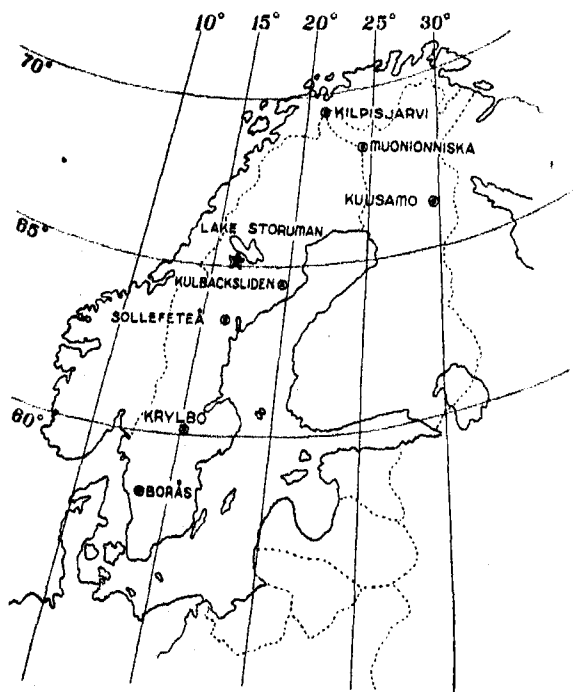 10° 15° 20° 25° 30°
70°
KILPISJARVI
MUONIONNISKA
KUUSAMO
65°
LAKE STORUMAN
KULBACKSLIDEN
SOLLEFETEÅ
60°
KRYLBO
BORÅS